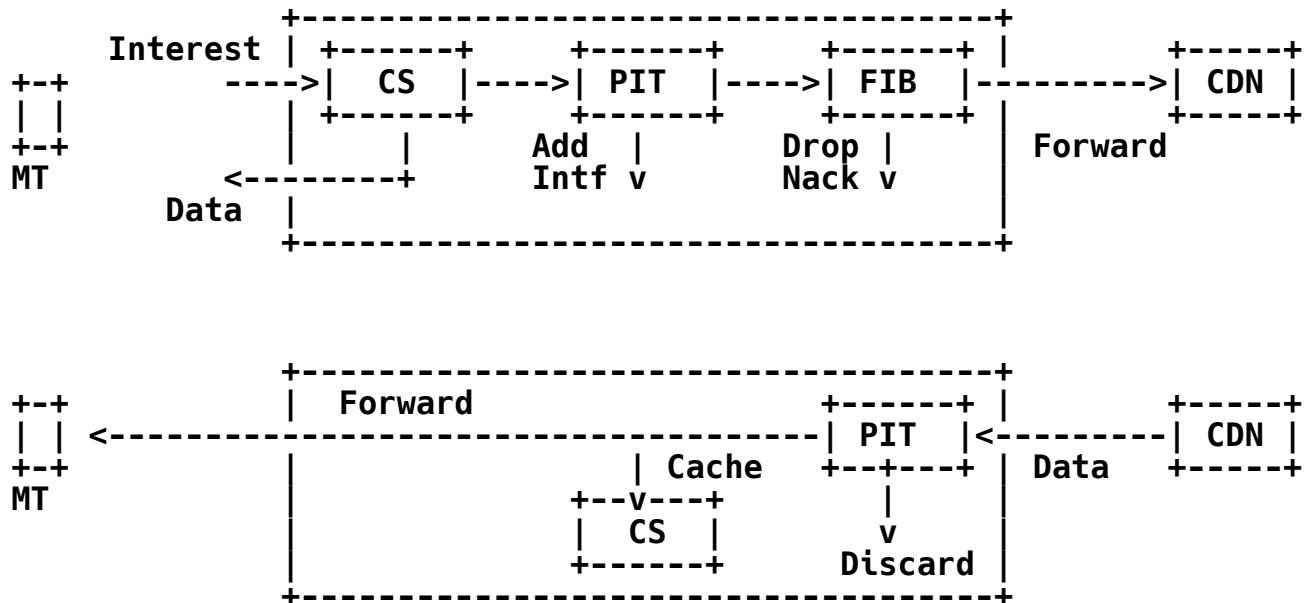 Interest
CS PIT FIB CDN
Add Drop Forward
MT Intf Nack
Data
Forward
PIT CDN
Cache Data
MT
CS
Discard